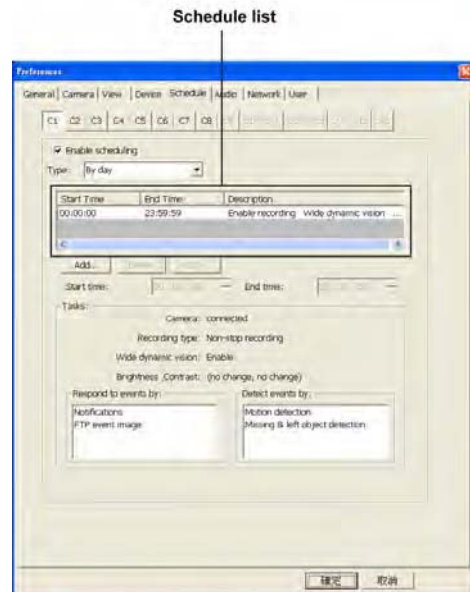 Schedule list
Preferences
General Camera View Device Schedule Audio Network User
C1 C2 C3 C4 C5 C6 C7 C8
Enable scheduling
Type: By day
Start Time End Time Description
00:00:00 23:59:59 Enable recording Wide dynamic vision ...
Add...
Start time: End time:
Tasks:
Camera: connected
Recording type: Non-stop recording
Wide dynamic vision: Enable
Brightness ,Contrast: (no change, no change)
Respond to events by: Detect events by:
Notifications Motion detection
FTP event image Missing & left object detection
確定 取消